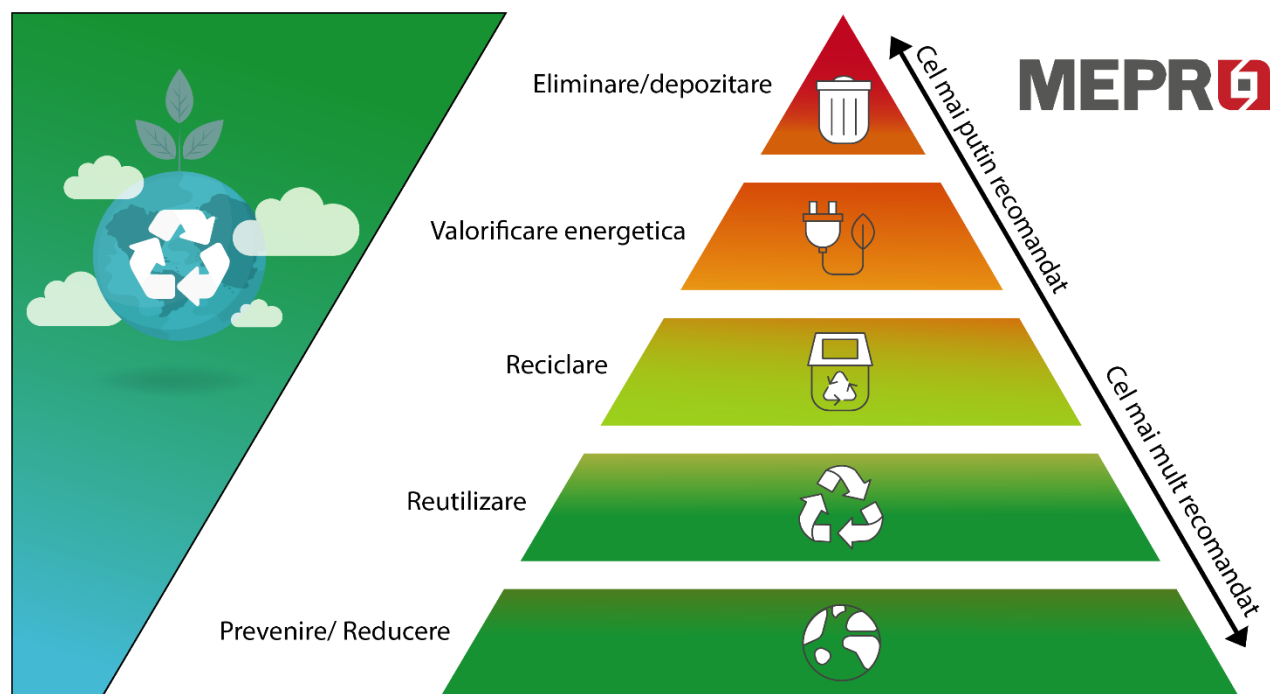 Eliminare/depozitare
MEPRO
Cel mai putin recomandat
Valorificare energetica
Reciclare
Cel mai mult recomandat
Reutilizare
Prevenire/ Reducere